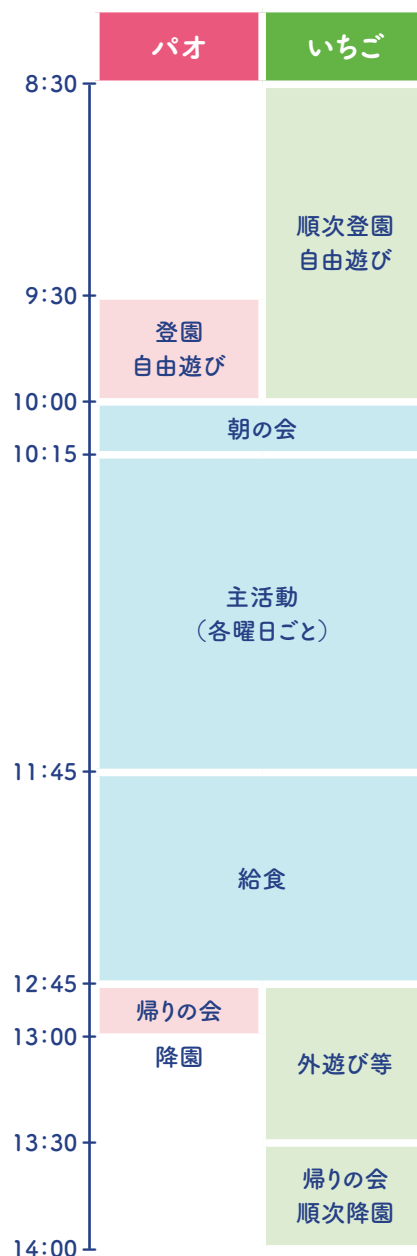 パオ
いちご
8:30
順次登園
自由遊び
9:30
登園
自由遊び
10:00
朝の会
10:15
主活動
（各曜日ごと）
11:45
給食
12:45
帰りの会
13:00
降園
外遊び等
13:30
帰りの会
順次降園
14:00